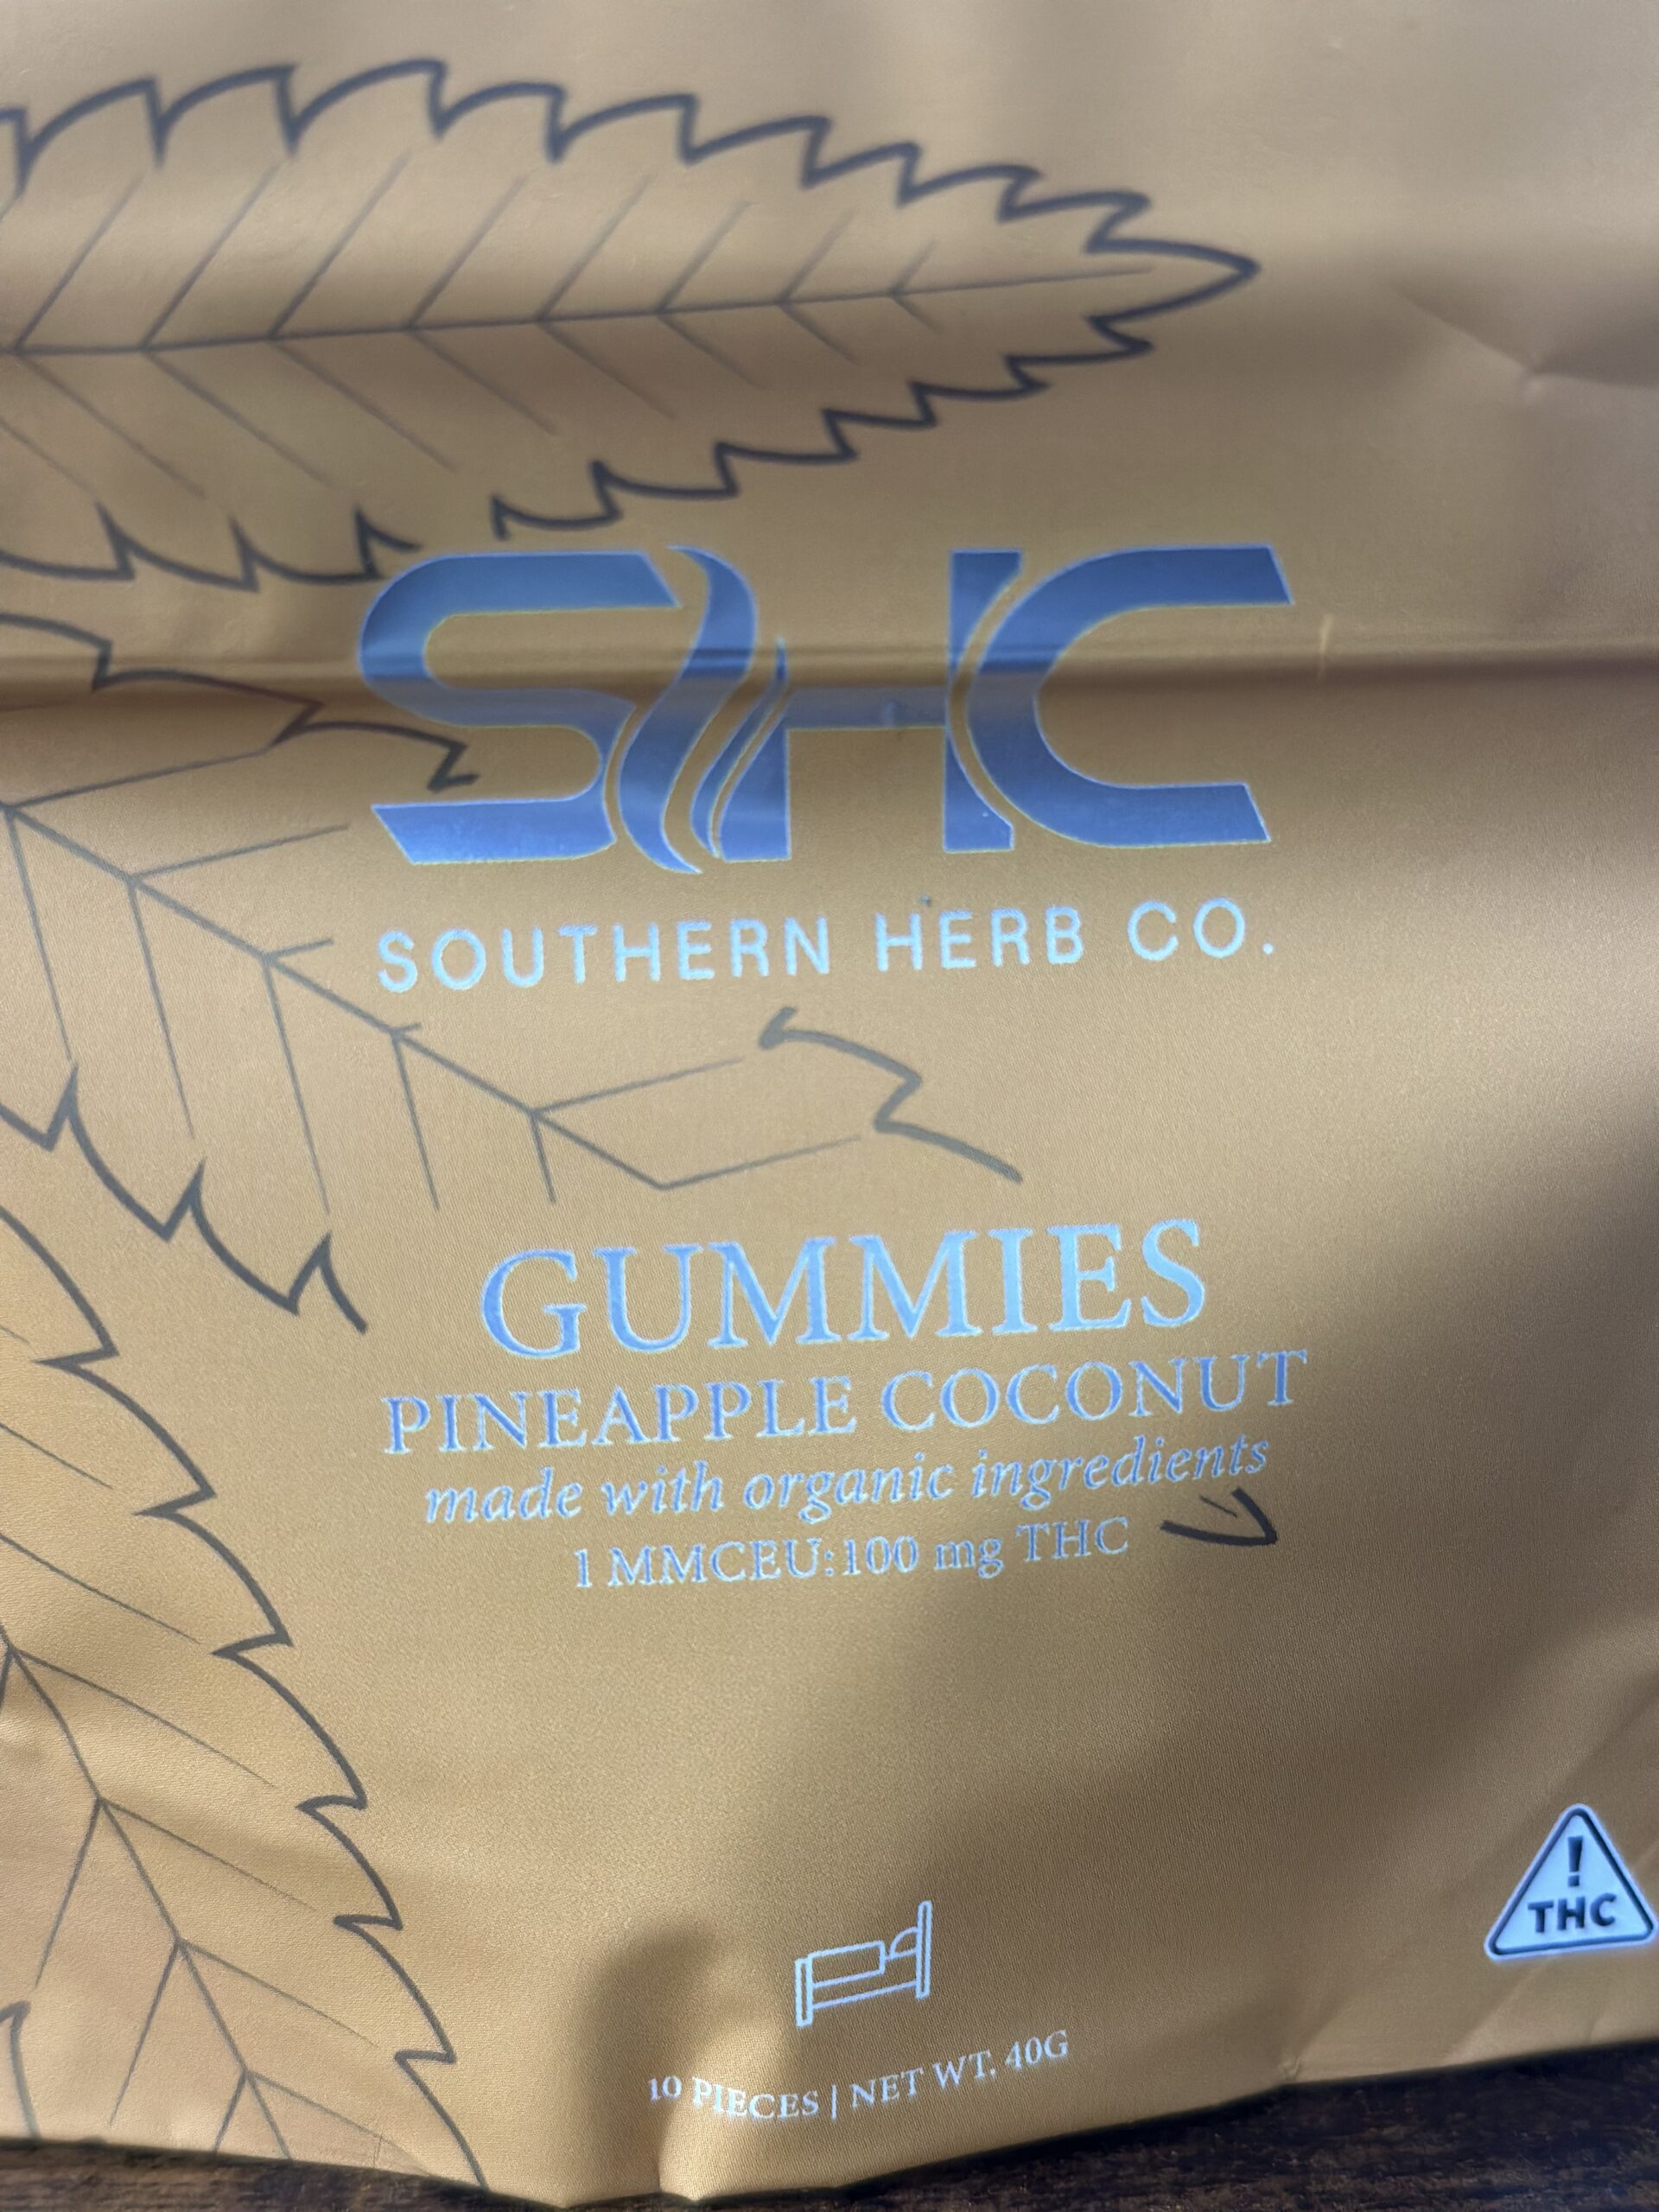 SHC
SOUTHERN HERB CO.
GUMMIES
PINEAPPLE COCONUT
made with organic ingredients
1 MMCEU:100 mg THC
!
THC
10 PIECES | NET WT. 40G